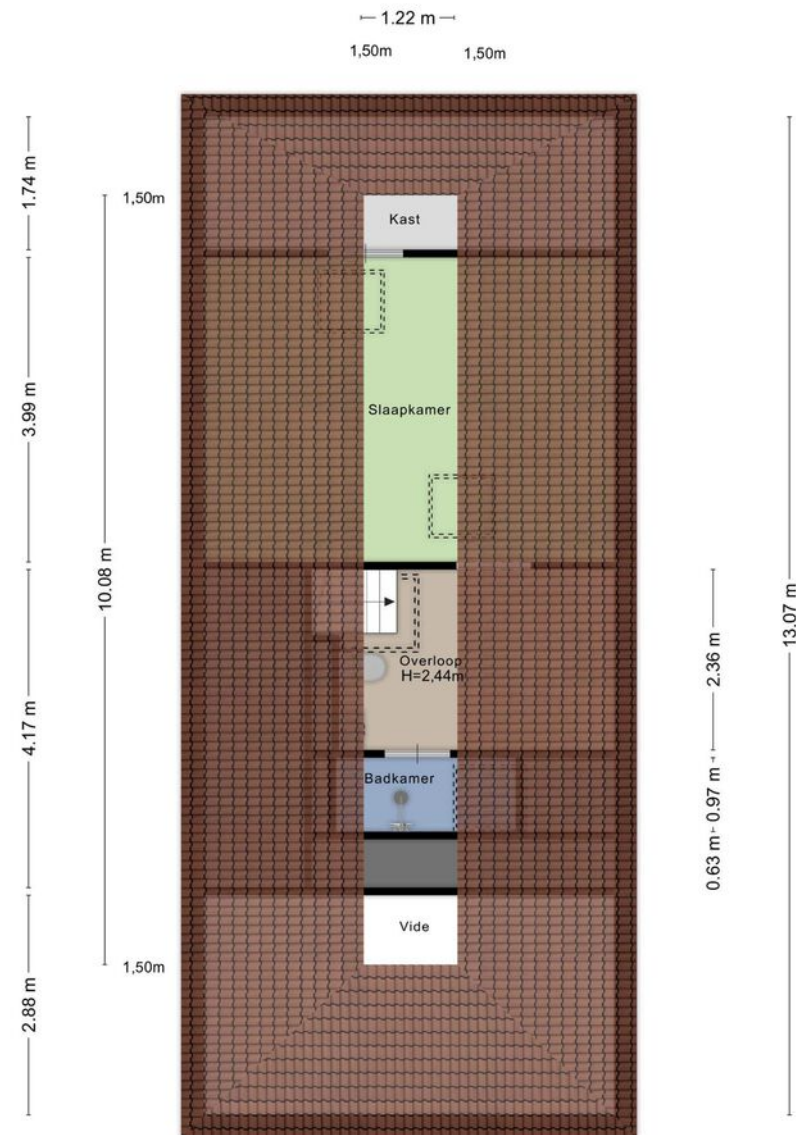 1.22 m
1,50m
1,50m
1.74 m
1,50m
Kast
3.99 m
Slaapkamer
10.08 m
13.07 m
Overloop
H=2,44m
2.36 m
4.17 m
Badkamer
0.97 m
0.63 m
Vide
1,50m
2.88 m